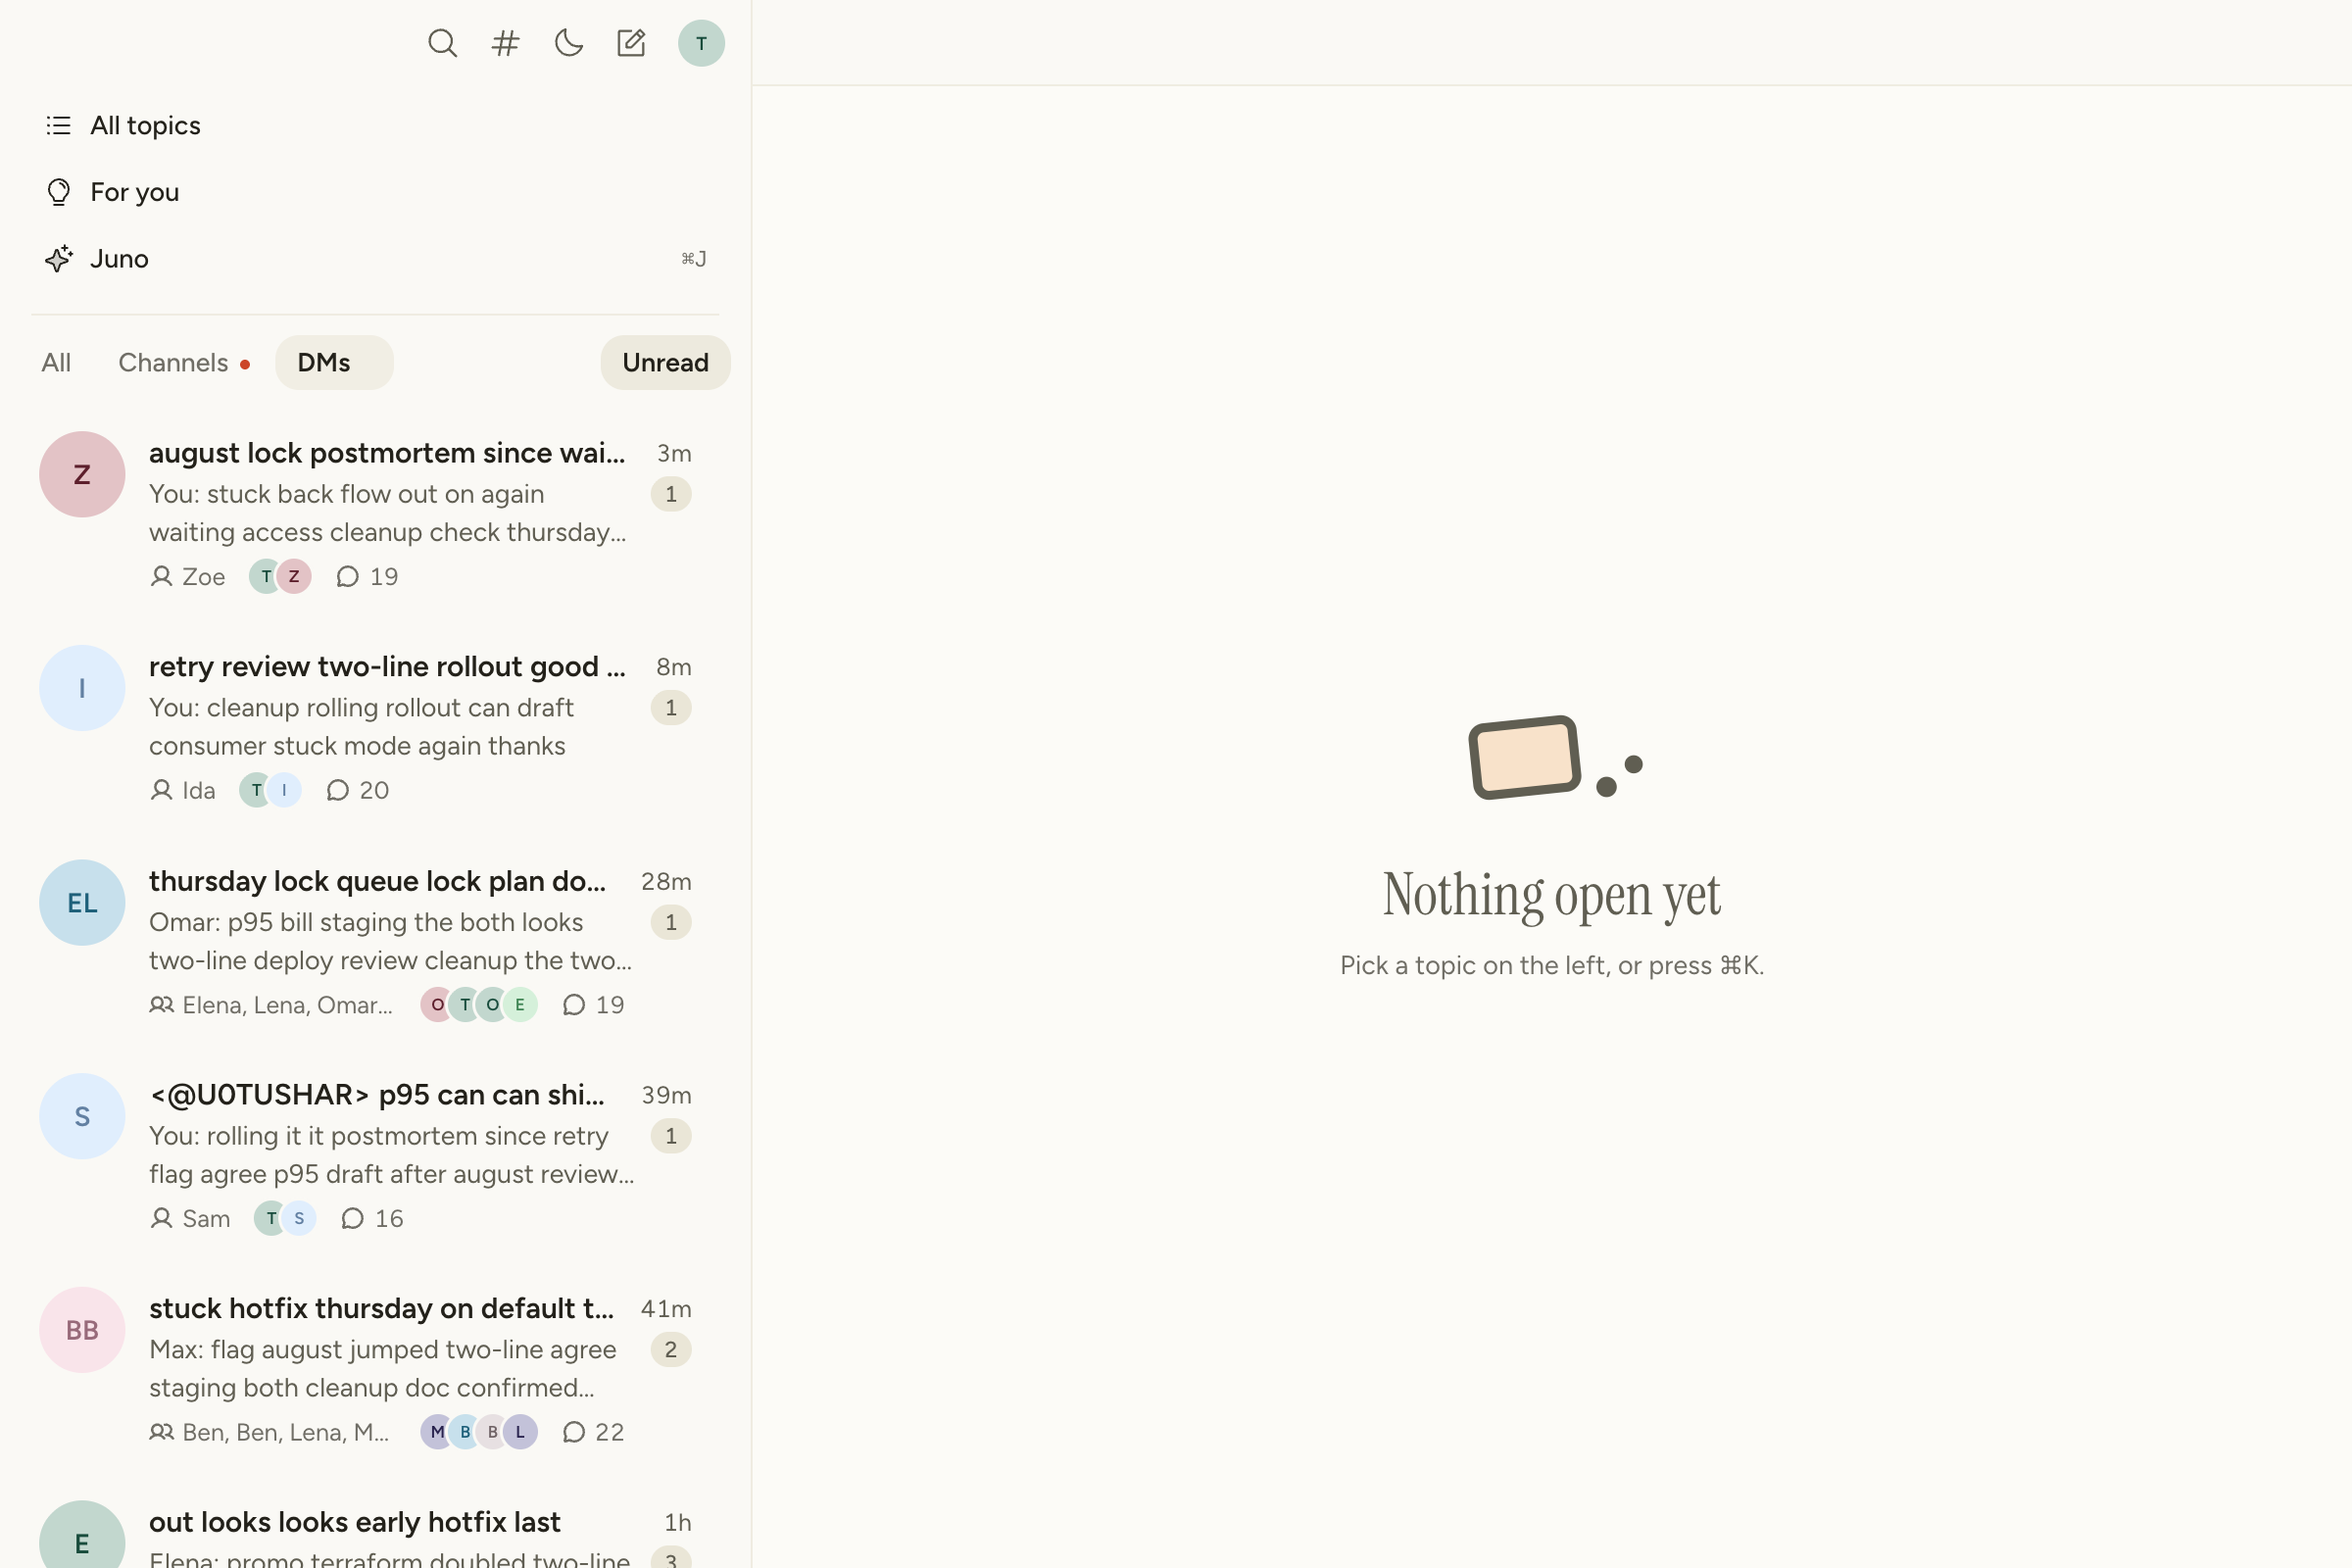 T
All topics
For you
Juno ⌘J
All Channels DMs Unread
Z
august lock postmortem since wai... 3m
You: stuck back flow out on again 1
waiting access cleanup check thursday...
Zoe T Z 19
I
retry review two-line rollout good ... 8m
You: cleanup rolling rollout can draft 1
consumer stuck mode again thanks
Ida T I 20
EL
thursday lock queue lock plan do... 28m
Omar: p95 bill staging the both looks 1
two-line deploy review cleanup the two...
Elena, Lena, Omar... O T O E 19
S
<@U0TUSHAR> p95 can can shi... 39m
You: rolling it it postmortem since retry 1
flag agree p95 draft after august review...
Sam T S 16
BB
stuck hotfix thursday on default t... 41m
Max: flag august jumped two-line agree 2
staging both cleanup doc confirmed...
Ben, Ben, Lena, M... M B B L 22
E
out looks looks early hotfix last 1h
Elena: promo terraform doubled two-line 3
Nothing open yet
Pick a topic on the left, or press ⌘K.